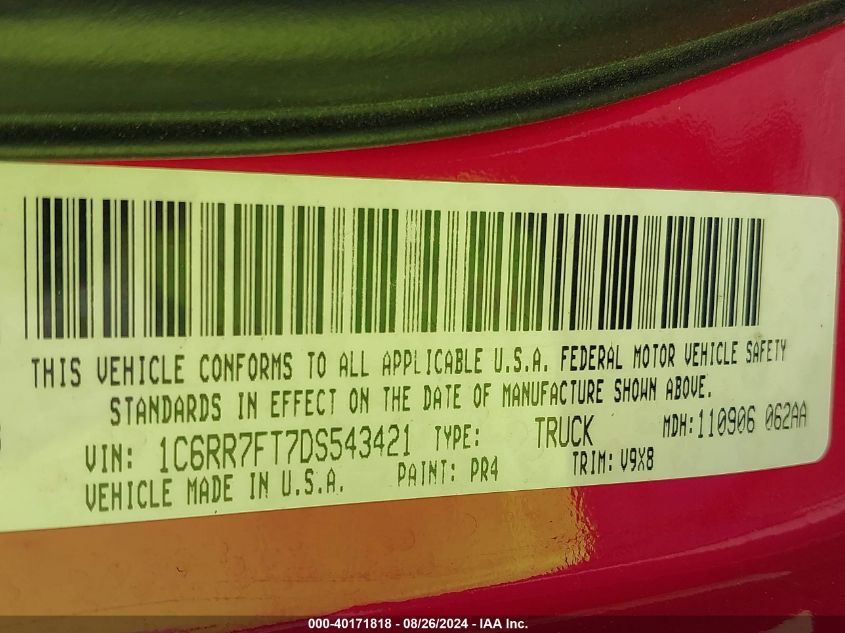 THIS VEHICLE CONFORMS TO ALL APPLICABLE U.S.A. FEDERAL MOTOR VEHICLE SAFETY
STANDARDS IN EFFECT ON THE DATE OF MANUFACTURE SHOWN ABOVE.
VIN: 1C6RR7FT7DS543421 TYPE: TRUCK MDH:110906 062AA
VEHICLE MADE IN U.S.A. PAINT: PR4 TRIM: V9X8
000-40171818 - 08/26/2024 - IAA Inc.